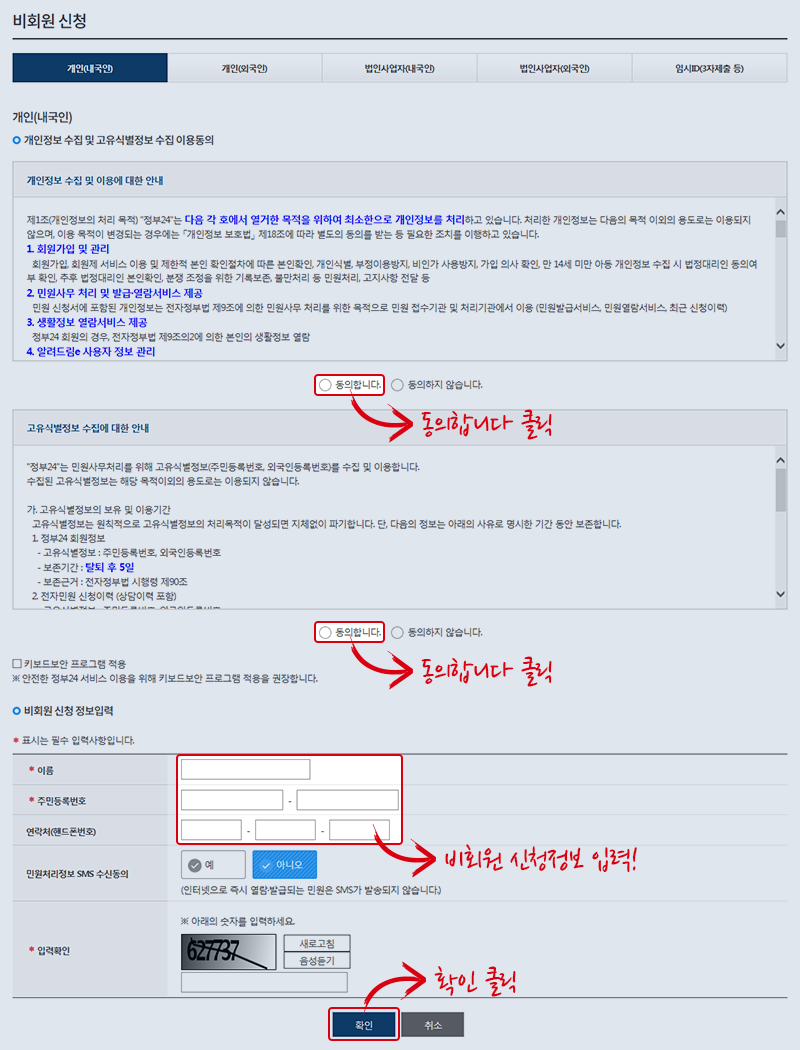 비회원 신청
개인(내국인) 개인(외국인) 법인사업자(내국인) 법인사업자(외국인) 임시ID(3자제출 등)
개인(내국인)
개인정보 수집 및 고유식별정보 수집 이용동의
개인정보 수집 및 이용에 대한 안내
제1조(개인정보의 처리 목적) "정부24"는 다음 각 호에서 열거한 목적을 위하여 최소한으로 개인정보를 처리하고 있습니다. 처리한 개인정보는 다음의 목적 이외의 용도로는 이용되지
않으며, 이용 목적이 변경되는 경우에는 「개인정보 보호법」 제18조에 따라 별도의 동의를 받는 등 필요한 조치를 이행하고 있습니다.
1. 회원가입 및 관리
회원가입, 회원제 서비스 이용 및 제한적 본인 확인절차에 따른 본인확인, 개인식별, 부정이용방지, 비인가 사용방지, 가입 의사 확인, 만 14세 미만 아동 개인정보 수집 시 법정대리인 동의여
부 확인, 추후 법정대리인 본인확인, 분쟁 조정을 위한 기록보존, 불만처리 등 민원처리, 고지사항 전달 등
2. 민원사무 처리 및 발급·열람서비스 제공
민원 신청서에 포함된 개인정보는 전자정부법 제9조에 의한 민원사무 처리를 위한 목적으로 민원 접수기관 및 처리기관에서 이용 (민원발급서비스, 민원열람서비스, 최근 신청이력)
3. 생활정보 열람서비스 제공
정부24 회원의 경우, 전자정부법 제9조의2에 의한 본인의 생활정보 열람
4. 알려드림e 사용자 정보 관리
동의합니다. 동의하지 않습니다.
동의합니다 클릭
고유식별정보 수집에 대한 안내
"정부24"는 민원사무처리를 위해 고유식별정보(주민등록번호, 외국인등록번호)를 수집 및 이용합니다.
수집된 고유식별정보는 해당 목적이외의 용도로는 이용되지 않습니다.
가. 고유식별정보의 보유 및 이용기간
고유식별정보는 원칙적으로 고유식별정보의 처리목적이 달성되면 지체없이 파기합니다. 단, 다음의 정보는 아래의 사유로 명시한 기간 동안 보존합니다.
1. 정부24 회원정보
- 고유식별정보 : 주민등록번호, 외국인등록번호
- 보존기간 : 탈퇴 후 5일
- 보존근거 : 전자정부법 시행령 제90조
2. 전자민원 신청이력 (상담이력 포함)
- 고유식별정보 : 주민등록번호, 외국인등록번호
동의합니다. 동의하지 않습니다.
동의합니다 클릭
키보드보안 프로그램 적용
※ 안전한 정부24 서비스 이용을 위해 키보드보안 프로그램 적용을 권장합니다.
비회원 신청 정보입력
* 표시는 필수 입력사항입니다.
* 이름
* 주민등록번호 -
연락처(핸드폰번호) - -
비회원 신청정보 입력!
민원처리정보 SMS 수신동의 예 아니오
(인터넷으로 즉시 열람·발급되는 민원은 SMS가 발송되지 않습니다.)
※ 아래의 숫자를 입력하세요.
* 입력확인 627737 새로고침
음성듣기
확인 클릭
확인 취소